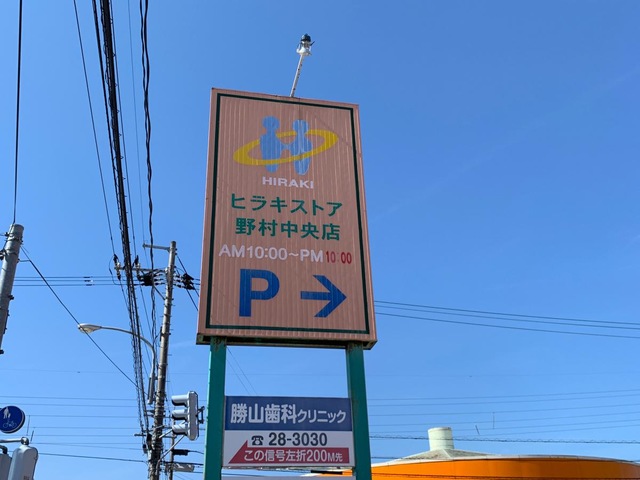 HIRAKI
ヒラキストア
野村中央店
AM10:00~PM10:00
P
勝山歯科クリニック
☎28-3030
この信号左折200M先